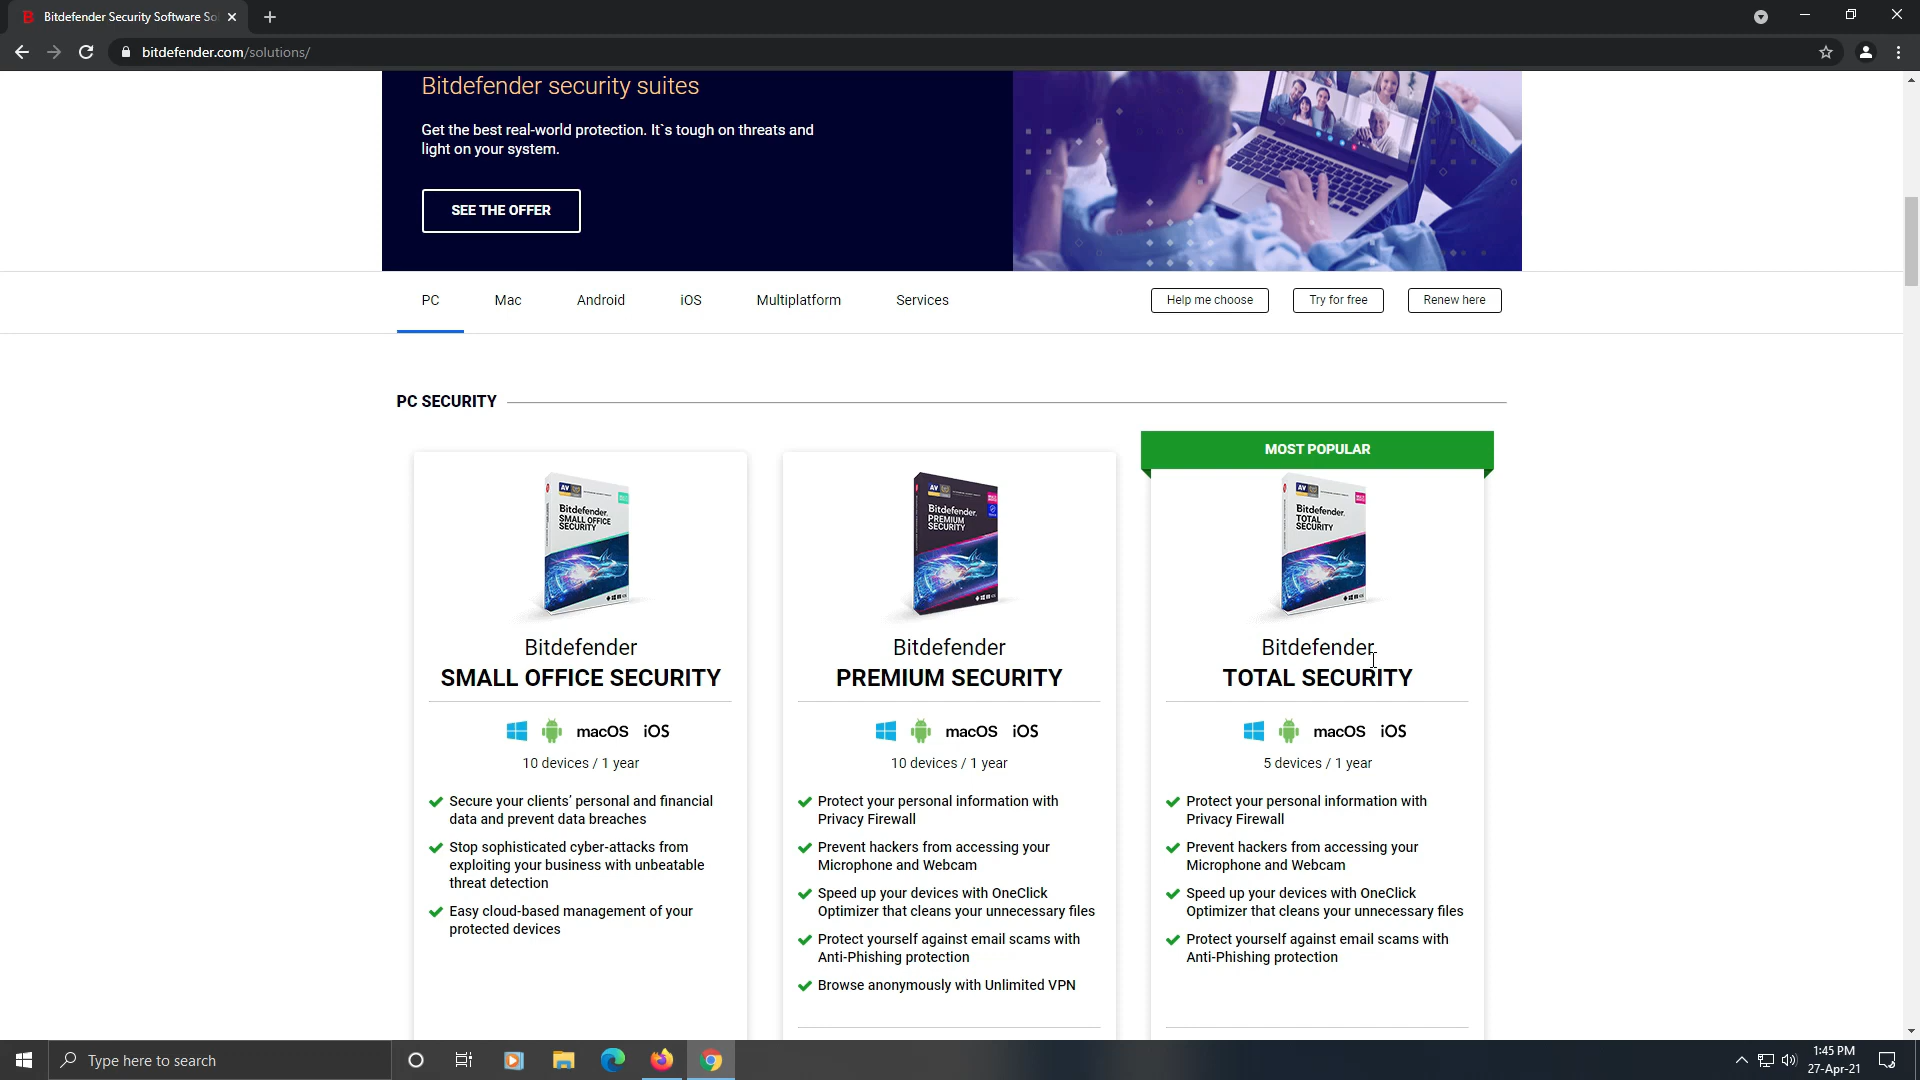 Bitdefender Security Software So
bitdefender.com/solutions/
Bitdefender security suites
Get the best real-world protection. It`s tough on threats and
light on your system.
SEE THE OFFER
PC
Mac
Android
iOS
Multiplatform
Services
Help me choose
Try for free
Renew here
PC SECURITY
MOST POPULAR
Bitdefender.
SMALL OFFICE
SECURITY
Bitdefender.
PREMIUM
SECURITY
Bitdefender.
TOTAL
SECURITY
Bitdefender
SMALL OFFICE SECURITY
macOS iOS
10 devices / 1 year
Secure your clients’ personal and financial
data and prevent data breaches
Stop sophisticated cyber-attacks from
exploiting your business with unbeatable
threat detection
Easy cloud-based management of your
protected devices
Bitdefender
PREMIUM SECURITY
macOS iOS
10 devices / 1 year
Protect your personal information with
Privacy Firewall
Prevent hackers from accessing your
Microphone and Webcam
Speed up your devices with OneClick
Optimizer that cleans your unnecessary files
Protect yourself against email scams with
Anti-Phishing protection
Browse anonymously with Unlimited VPN
Bitdefender
TOTAL SECURITY
macOS iOS
5 devices / 1 year
Protect your personal information with
Privacy Firewall
Prevent hackers from accessing your
Microphone and Webcam
Speed up your devices with OneClick
Optimizer that cleans your unnecessary files
Protect yourself against email scams with
Anti-Phishing protection
Type here to search
1:45 PM
27-Apr-21